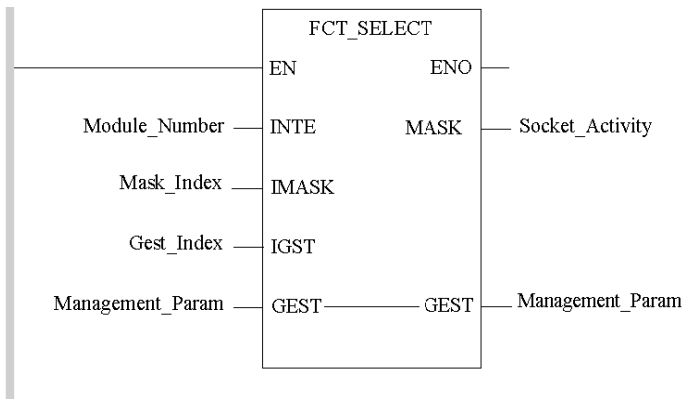 FCT_SELECT
EN ENO
Module_Number INTE MASK Socket_Activity
Mask_Index IMASK
Gest_Index IGST
Management_Param GEST GEST Management_Param